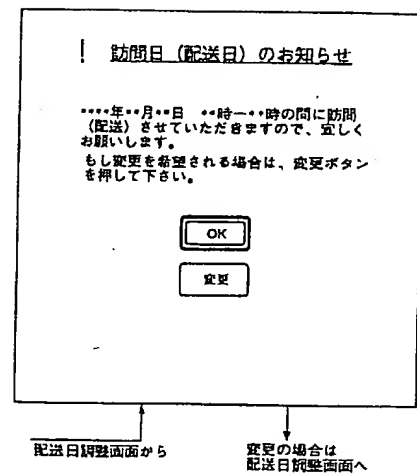 ! 訪問日(配送日)のお知らせ
****年**月**日 **時ー**時の間に訪問
(配送)させていただきますので、宜しく
お願いします。
もし変更を希望される場合は、変更ボタン
を押して下さい。
OK
変更
配送日調整画面から
変更の場合は
配送日調整画面へ